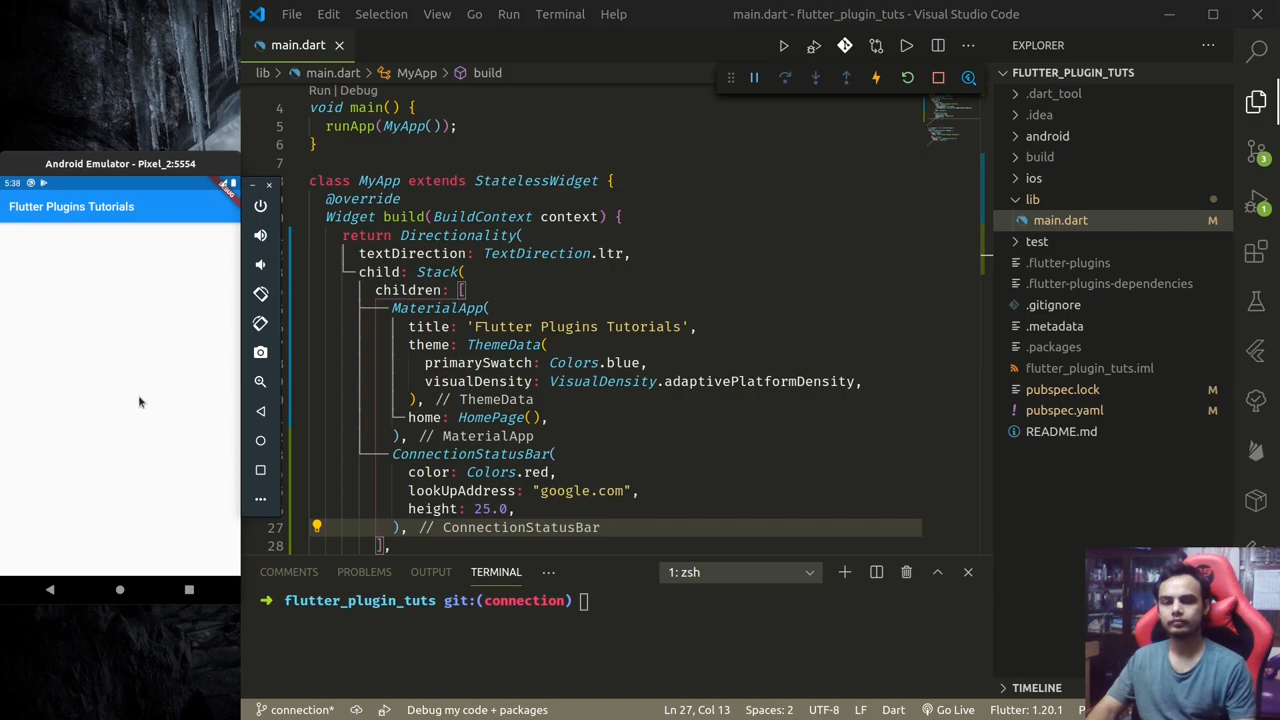 File Edit Selection View Go Run Terminal Help
main.dart - flutter_plugin_tuts - Visual Studio Code
main.dart
lib > main.dart > MyApp > build
Run | Debug
4 void main() {
5 runApp(MyApp());
6 }
7
class MyApp extends StatelessWidget {
@override
Widget build(BuildContext context) {
return Directionality(
textDirection: TextDirection.ltr,
child: Stack(
children: [
MaterialApp(
title: 'Flutter Plugins Tutorials',
theme: ThemeData(
primarySwatch: Colors.blue,
visualDensity: VisualDensity.adaptivePlatformDensity,
), // ThemeData
home: HomePage(),
), // MaterialApp
ConnectionStatusBar(
color: Colors.red,
lookUpAddress: "google.com",
height: 25.0,
27 ), // ConnectionStatusBar
28 ],
Android Emulator - Pixel_2:5554
5:38
Flutter Plugins Tutorials
COMMENTS PROBLEMS OUTPUT TERMINAL ···
1: zsh
flutter_plugin_tuts git:(connection)
EXPLORER
FLUTTER_PLUGIN_TUTS
.dart_tool
.idea
android
build
ios
lib
main.dart M
test
.flutter-plugins
.flutter-plugins-dependencies
.gitignore
.metadata
.packages
flutter_plugin_tuts.iml
pubspec.lock M
pubspec.yaml M
README.md
TIMELINE
3
1
connection*
Debug my code + packages
Ln 27, Col 13
Spaces: 2
UTF-8
LF
Dart
Go Live
Flutter: 1.20.1